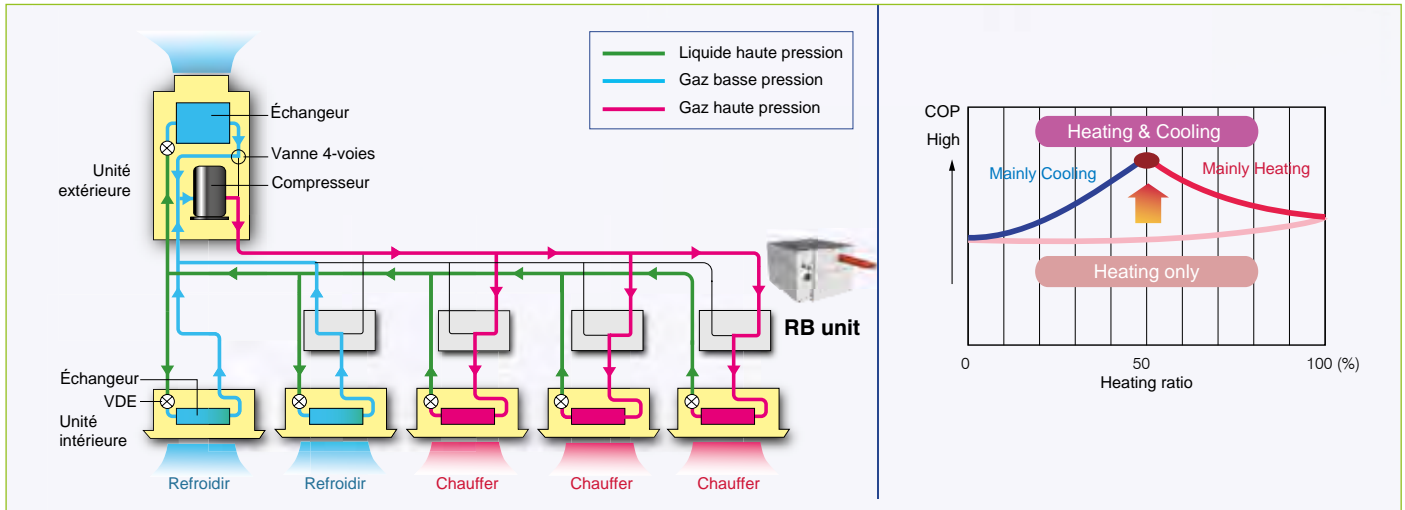 Liquide haute pression
Gaz basse pression
Gaz haute pression
Échangeur
Vanne 4-voies
Unité
extérieure
Compresseur
RB unit
Échangeur
VDE
Unité
intérieure
Refroidir
Refroidir
Chauffer
Chauffer
Chauffer
COP
High
Heating & Cooling
Mainly Cooling
Mainly Heating
Heating only
0
50
100 (%)
Heating ratio